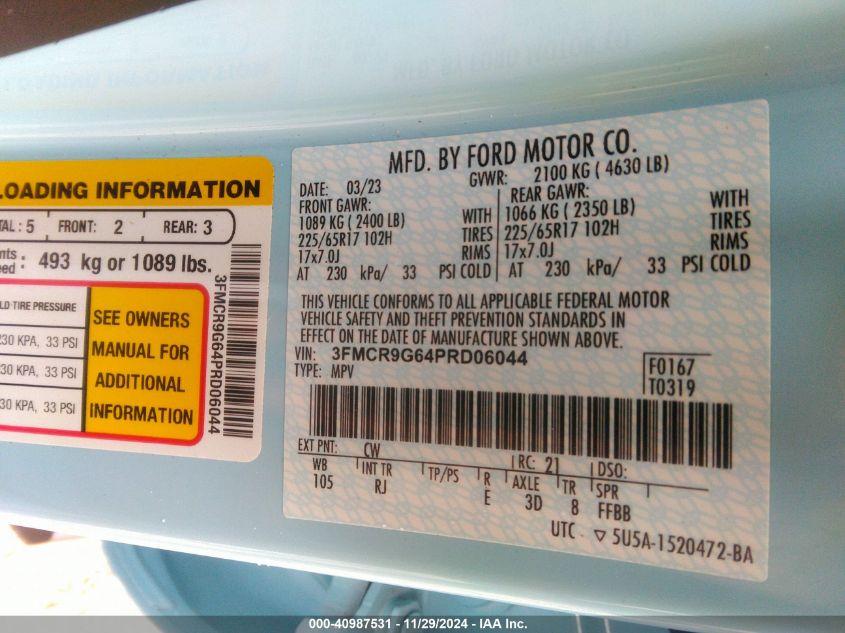 LOADING INFORMATION
TAL: 5 FRONT: 2 REAR: 3
493 kg or 1089 lbs.
TIRE PRESSURE
230 KPA, 33 PSI
30 KPA, 33 PSI
SEE OWNERS
MANUAL FOR
ADDITIONAL
INFORMATION
3FMCR9G64PRD06044
MFD. BY FORD MOTOR CO.
DATE: 03/23 GVWR: 2100 KG ( 4630 LB)
FRONT GAWR: REAR GAWR:
1089 KG ( 2400 LB) WITH 1066 KG ( 2350 LB) WITH
225/65R17 102H TIRES 225/65R17 102H TIRES
17x7.0J RIMS 17x7.0J RIMS
AT 230 kPa/ 33 PSI COLD AT 230 kPa/ 33 PSI COLD
THIS VEHICLE CONFORMS TO ALL APPLICABLE FEDERAL MOTOR
VEHICLE SAFETY AND THEFT PREVENTION STANDARDS IN
EFFECT ON THE DATE OF MANUFACTURE SHOWN ABOVE.
VIN: 3FMCR9G64PRD06044
TYPE: MPV
F0167
T0319
EXT PNT: CW RC: 21 DSO:
WB INT TR TP/PS R AXLE TR SPR
105 RJ E 3D 8 FFBB
UTC ▽ 5U5A-1520472-BA
000-40987531 - 11/29/2024 - IAA Inc.